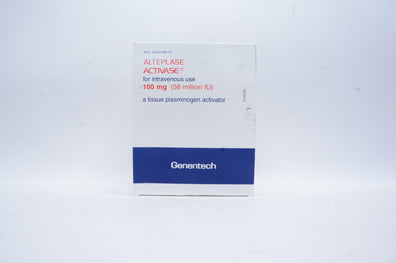 ALTEPLASE
ACTIVASE®
for intravenous use
100 mg (58 million IU)
a tissue plasminogen activator
Genentech